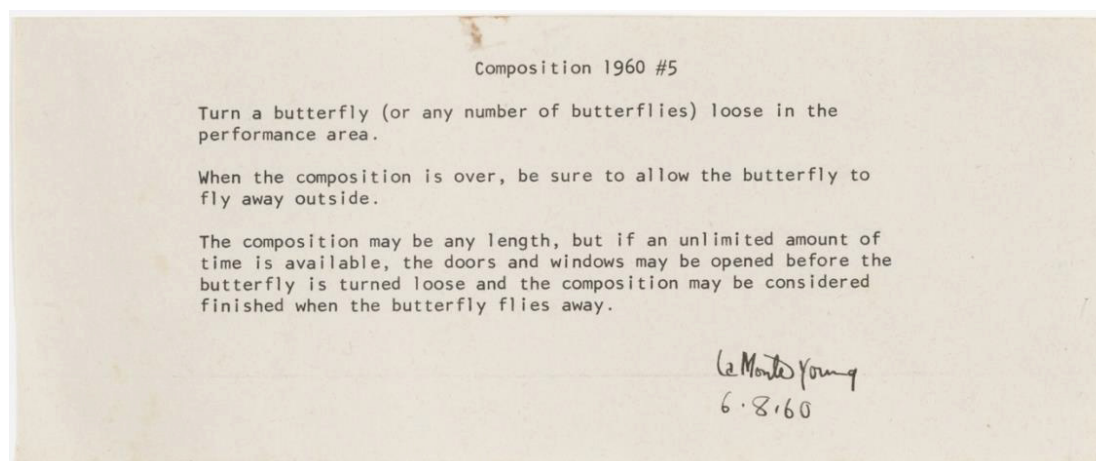 Composition 1960 #5
Turn a butterfly (or any number of butterflies) loose in the
performance area.
When the composition is over, be sure to allow the butterfly to
fly away outside.
The composition may be any length, but if an unlimited amount of
time is available, the doors and windows may be opened before the
butterfly is turned loose and the composition may be considered
finished when the butterfly flies away.
La Monte Young
6.8.60